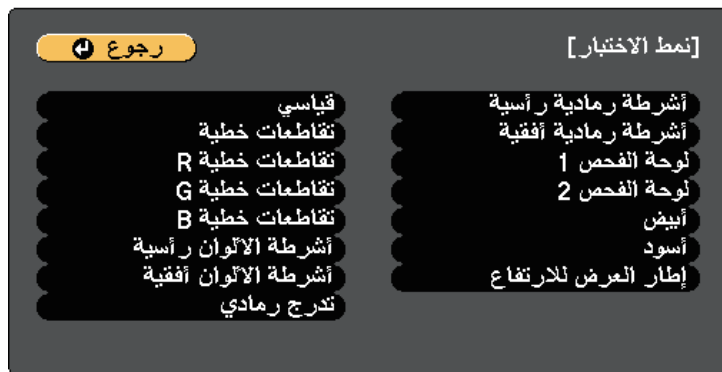 [نمط الاختبار]
رجوع
أشرطة رمادية رأسية
أشرطة رمادية أفقية
لوحة الفحص 1
لوحة الفحص 2
أبيض
أسود
إطار العرض للارتفاع
قياسي
تقاطعات خطية
تقاطعات خطية R
تقاطعات خطية G
تقاطعات خطية B
أشرطة الألوان رأسية
أشرطة الألوان أفقية
تدرج رمادي